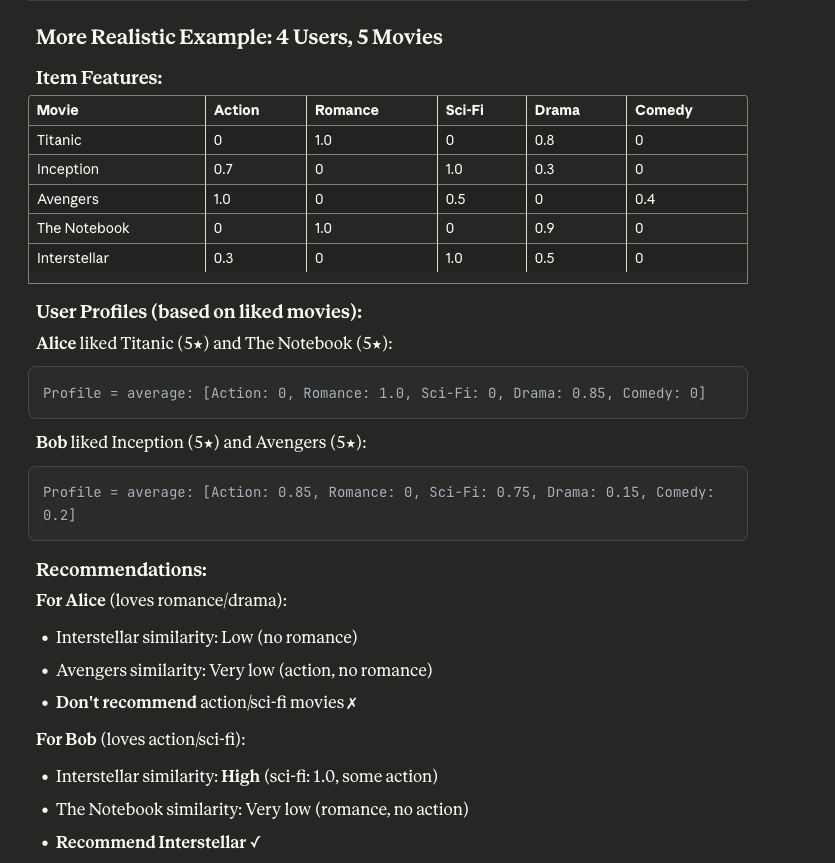 More Realistic Example: 4 Users, 5 Movies
Item Features:
Movie Action Romance Sci-Fi Drama Comedy
Titanic 0 1.0 0 0.8 0
Inception 0.7 0 1.0 0.3 0
Avengers 1.0 0 0.5 0 0.4
The Notebook 0 1.0 0 0.9 0
Interstellar 0.3 0 1.0 0.5 0
User Profiles (based on liked movies):
Alice liked Titanic (5★) and The Notebook (5★):
Profile = average: [Action: 0, Romance: 1.0, Sci-Fi: 0, Drama: 0.85, Comedy: 0]
Bob liked Inception (5★) and Avengers (5★):
Profile = average: [Action: 0.85, Romance: 0, Sci-Fi: 0.75, Drama: 0.15, Comedy:
0.2]
Recommendations:
For Alice (loves romance/drama):
• Interstellar similarity: Low (no romance)
• Avengers similarity: Very low (action, no romance)
• Don't recommend action/sci-fi movies ✗
For Bob (loves action/sci-fi):
• Interstellar similarity: High (sci-fi: 1.0, some action)
• The Notebook similarity: Very low (romance, no action)
• Recommend Interstellar ✓